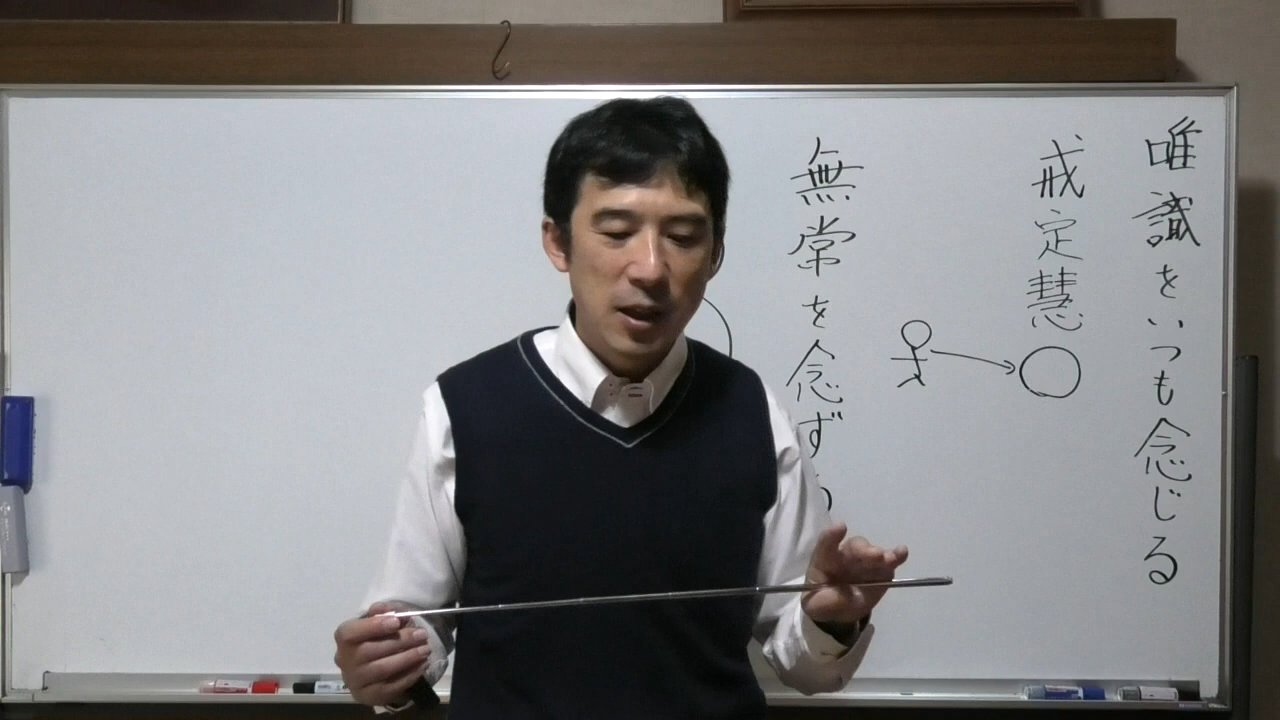 唯識をいつも念じる
戒定慧
無常を念ずる